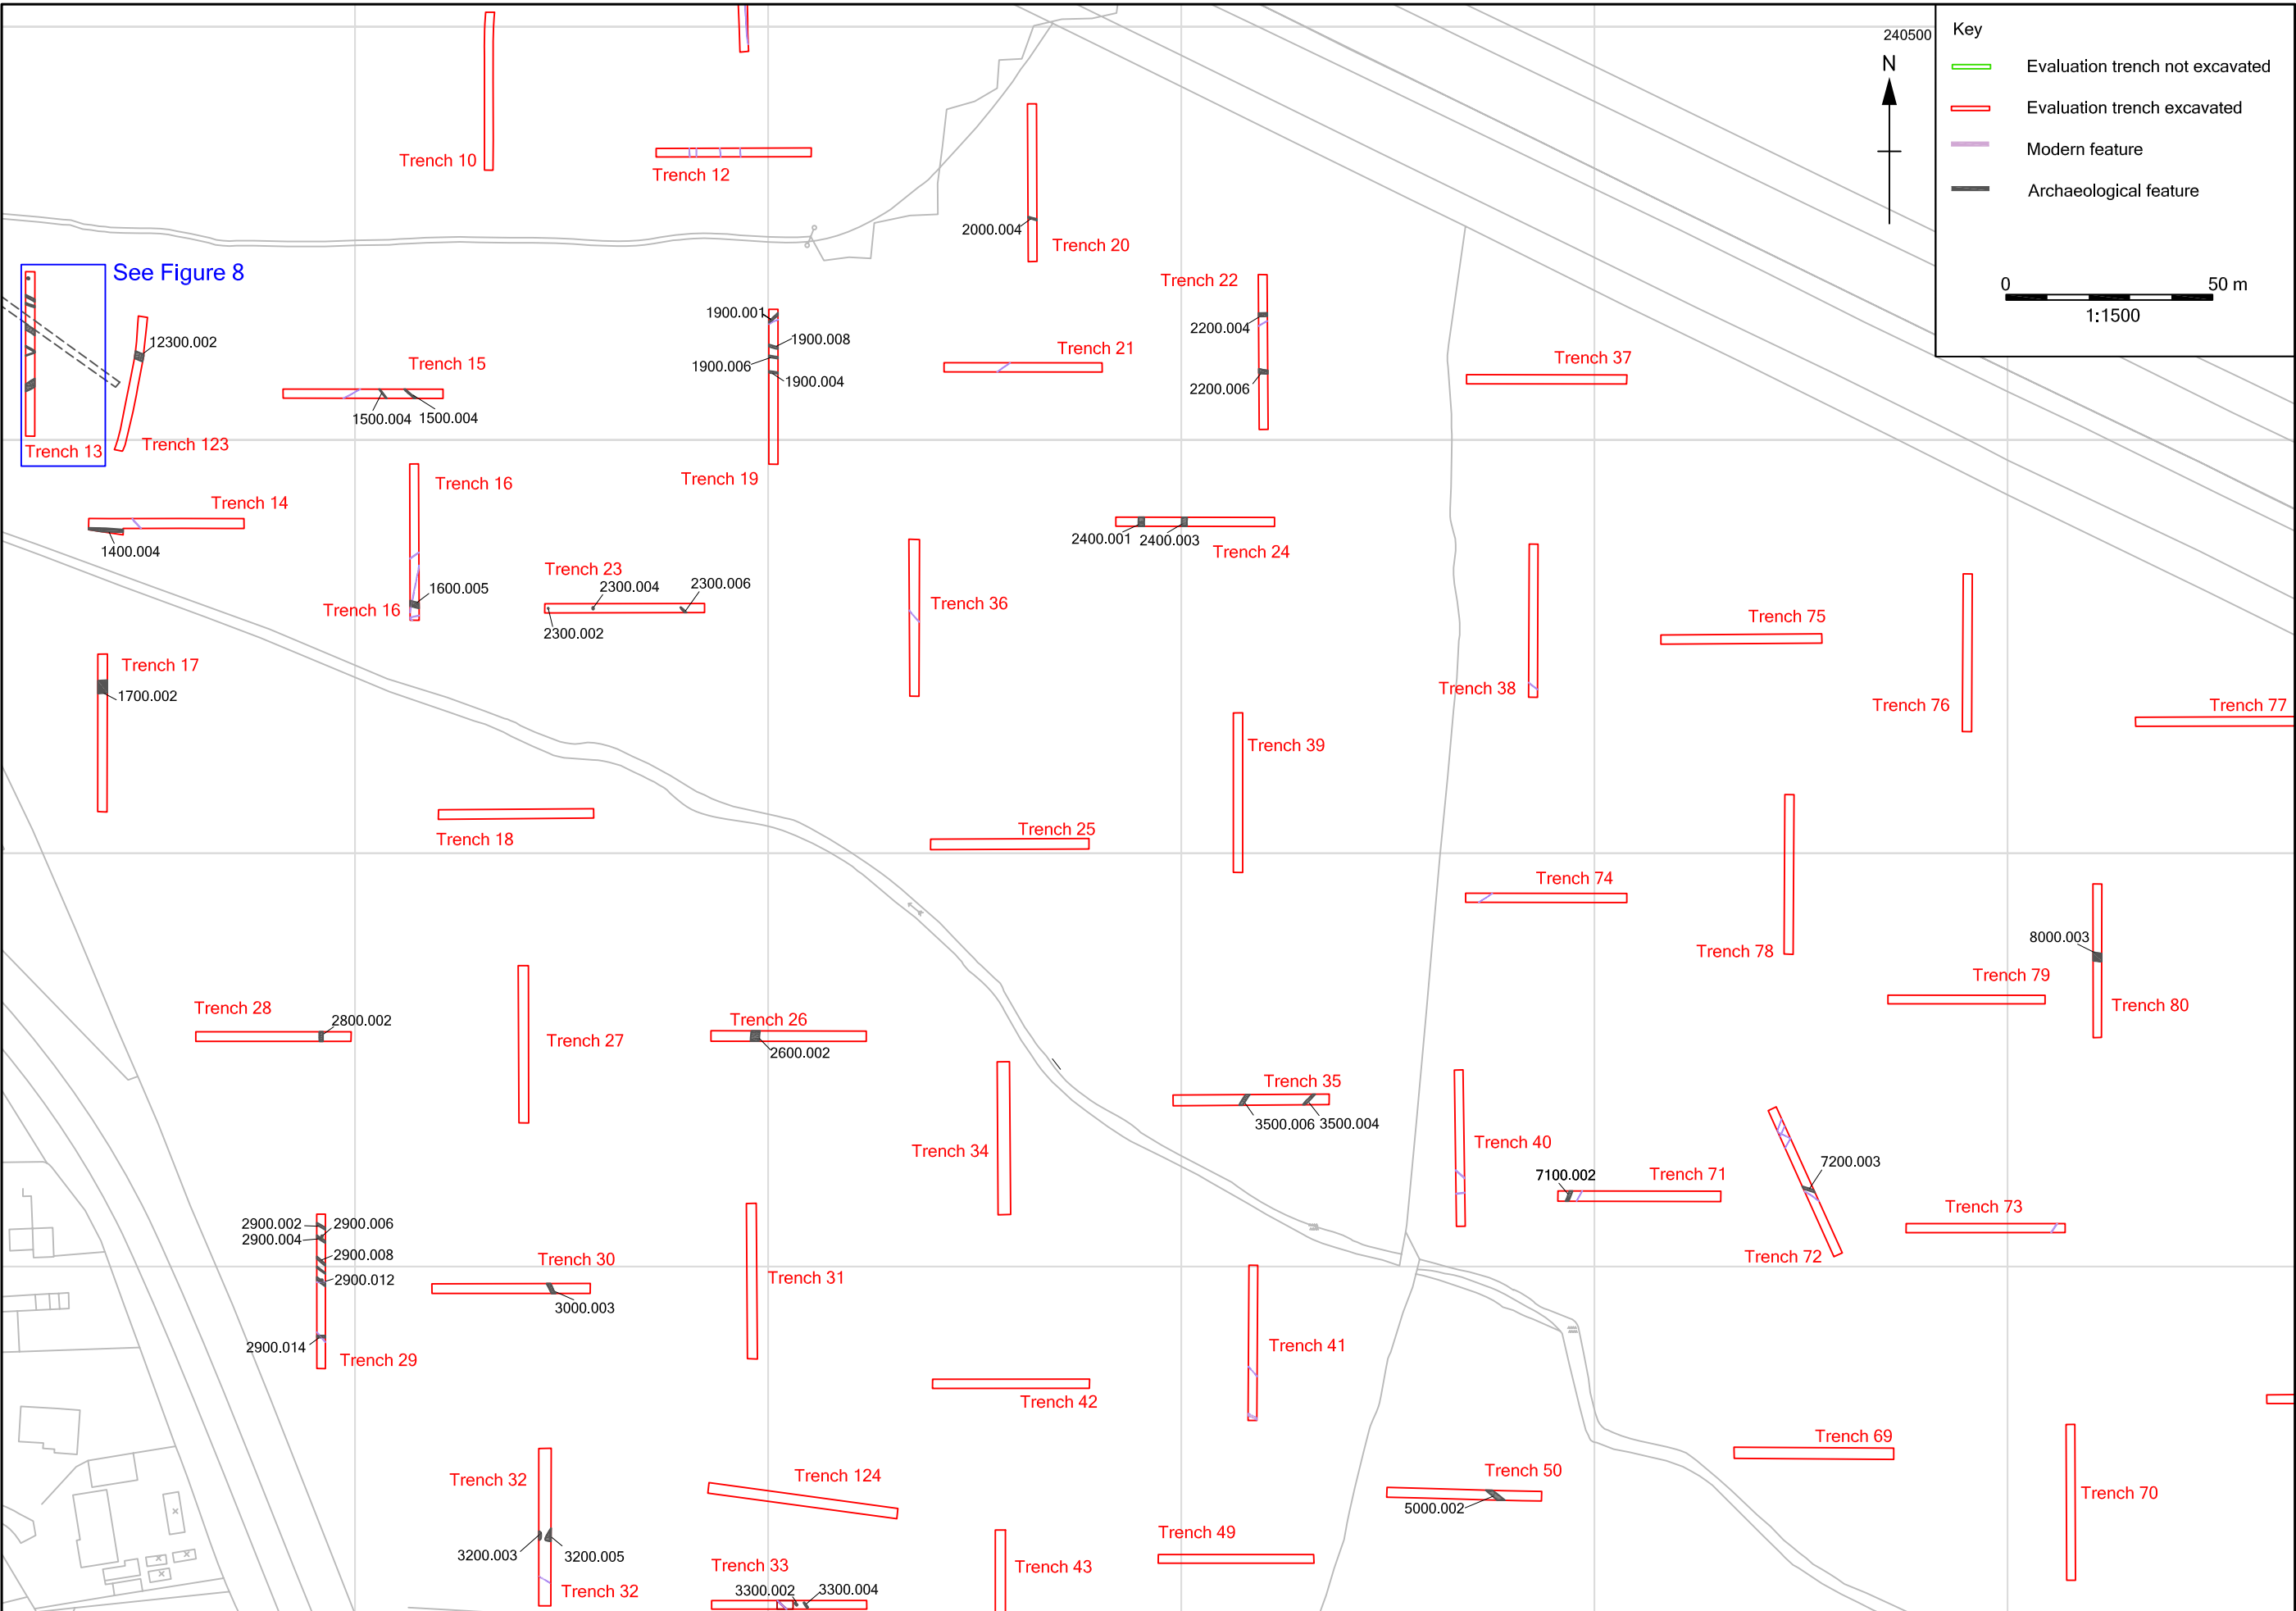 240500
Key
N
Evaluation trench not excavated
Evaluation trench excavated
Modern feature
Archaeological feature
0 50 m
1:1500
Trench 10
Trench 12
2000.004
Trench 20
See Figure 8
Trench 22
12300.002
1900.001
1900.008
1900.006
1900.004
2200.004
2200.006
Trench 21
Trench 37
Trench 15
1500.004 1500.004
Trench 13
Trench 123
Trench 19
Trench 16
Trench 14
1400.004
2400.001 2400.003
Trench 24
Trench 23
2300.004
2300.006
2300.002
1600.005
Trench 16
Trench 36
Trench 75
Trench 17
1700.002
Trench 38
Trench 76
Trench 77
Trench 39
Trench 18
Trench 25
Trench 74
Trench 78
8000.003
Trench 79
Trench 80
Trench 28
2800.002
Trench 27
Trench 26
2600.002
Trench 35
3500.006 3500.004
Trench 34
Trench 40
7100.002
Trench 71
7200.003
Trench 73
Trench 72
2900.002
2900.006
2900.004
2900.008
2900.012
2900.014
Trench 29
Trench 30
3000.003
Trench 31
Trench 41
Trench 42
Trench 69
Trench 32
Trench 124
Trench 50
5000.002
Trench 70
3200.003
3200.005
Trench 32
Trench 33
3300.002
3300.004
Trench 43
Trench 49